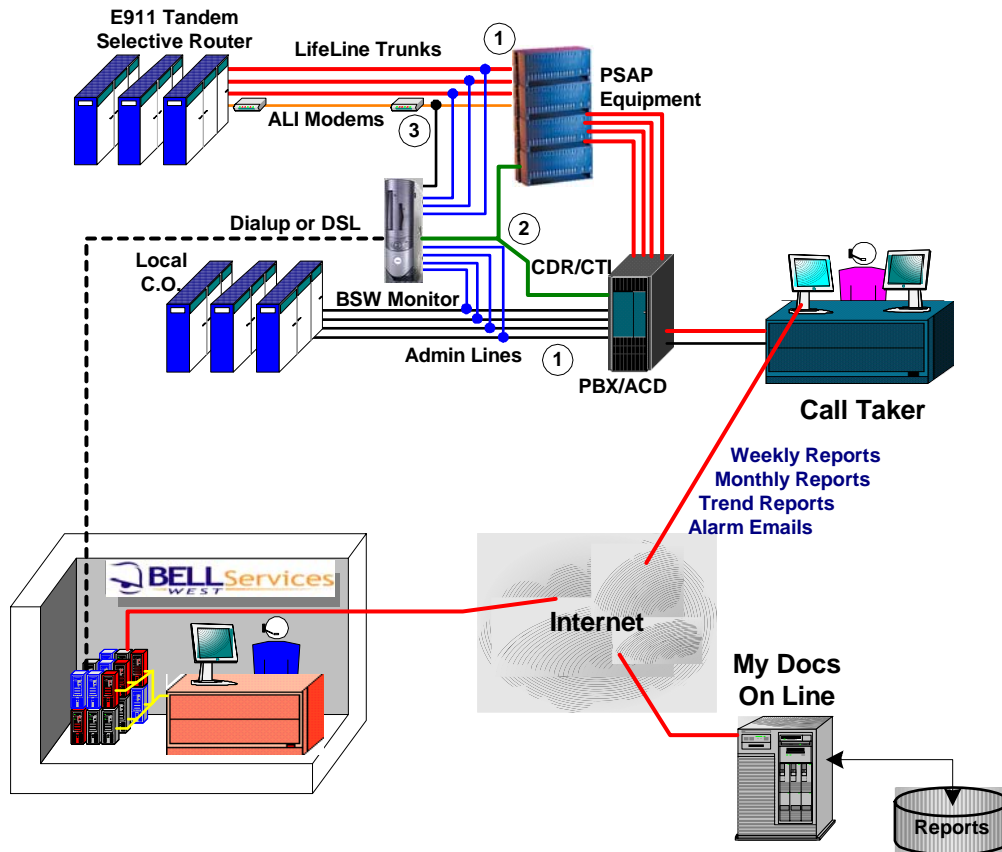 E911 Tandem
Selective Router
LifeLine Trunks
1
PSAP
Equipment
ALI Modems
3
Dialup or DSL
2
Local
C.O.
CDR/CTI
BSW Monitor
Admin Lines
1
PBX/ACD
Call Taker
Weekly Reports
Monthly Reports
Trend Reports
Alarm Emails
BELL Services
WEST
Internet
My Docs
On Line
Reports